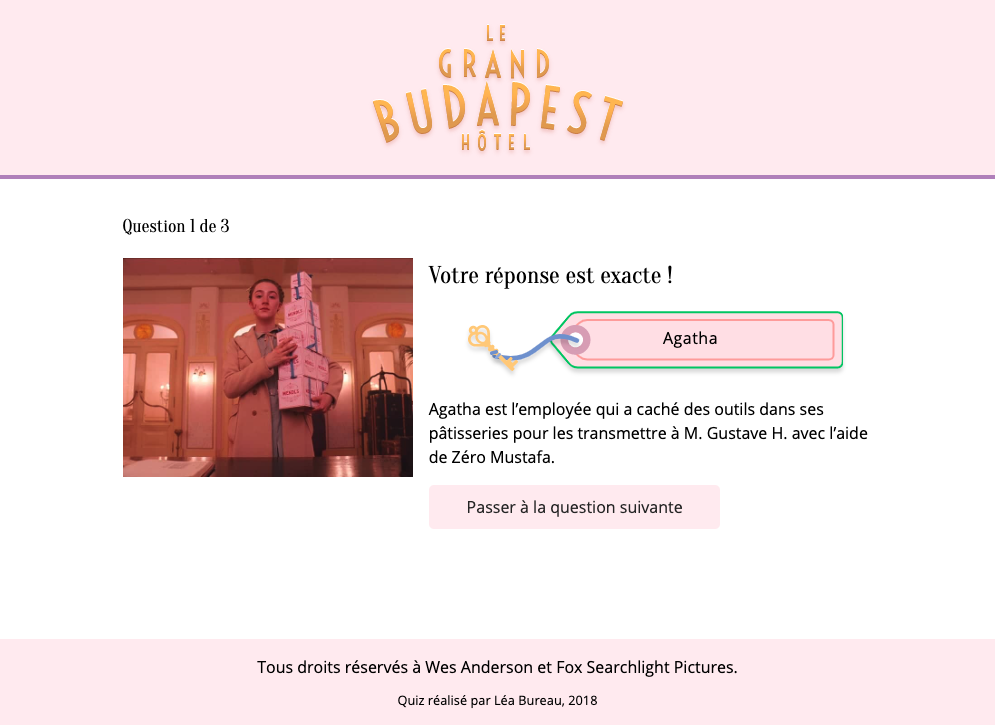 LE
GRAND
BUDAPEST
HÔTEL
Question 1 de 3
Votre réponse est exacte !
Agatha
MENDL'S
Agatha est l’employée qui a caché des outils dans ses
pâtisseries pour les transmettre à M. Gustave H. avec l’aide
de Zéro Mustafa.
Passer à la question suivante
Tous droits réservés à Wes Anderson et Fox Searchlight Pictures.
Quiz réalisé par Léa Bureau, 2018